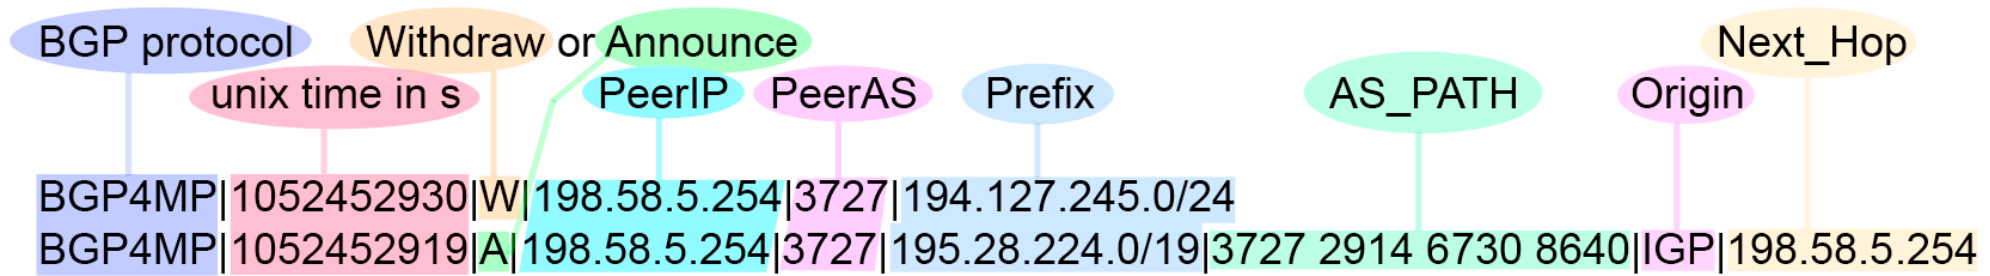 BGP protocol Withdraw or Announce Next_Hop
unix time in s PeerIP PeerAS Prefix AS_PATH Origin
BGP4MP|1052452930|W|198.58.5.254|3727|194.127.245.0/24
BGP4MP|1052452919|A|198.58.5.254|3727|195.28.224.0/19|3727 2914 6730 8640|IGP|198.58.5.254